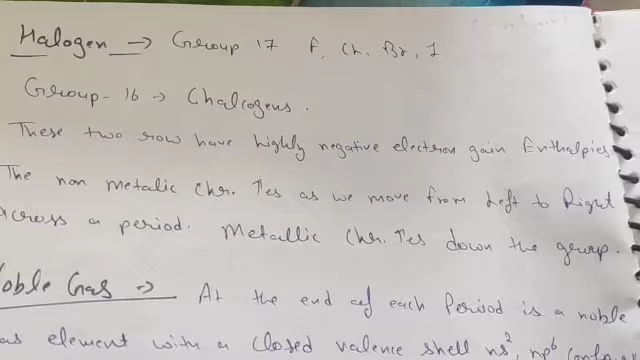 Halogen → Group 17 F, Ch, Br, I
Group-16 → Chalcogens.
These two row have highly negative electron gain Enthalpies
The non Metalic Chr. ↑es as we move from Left to Right
across a period. Metallic Chr. ↑es down the group.
Noble Gas → At the end of each Period is a noble
as element with a closed valence shell ns², np⁶